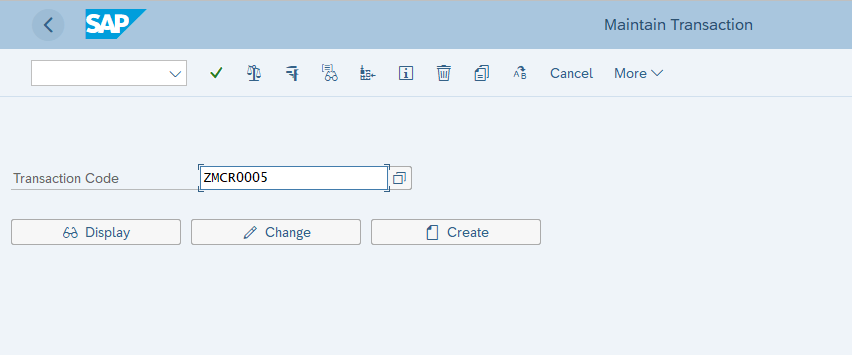 SAP Maintain Transaction
Cancel More
Transaction Code ZMCR0005
Display Change Create